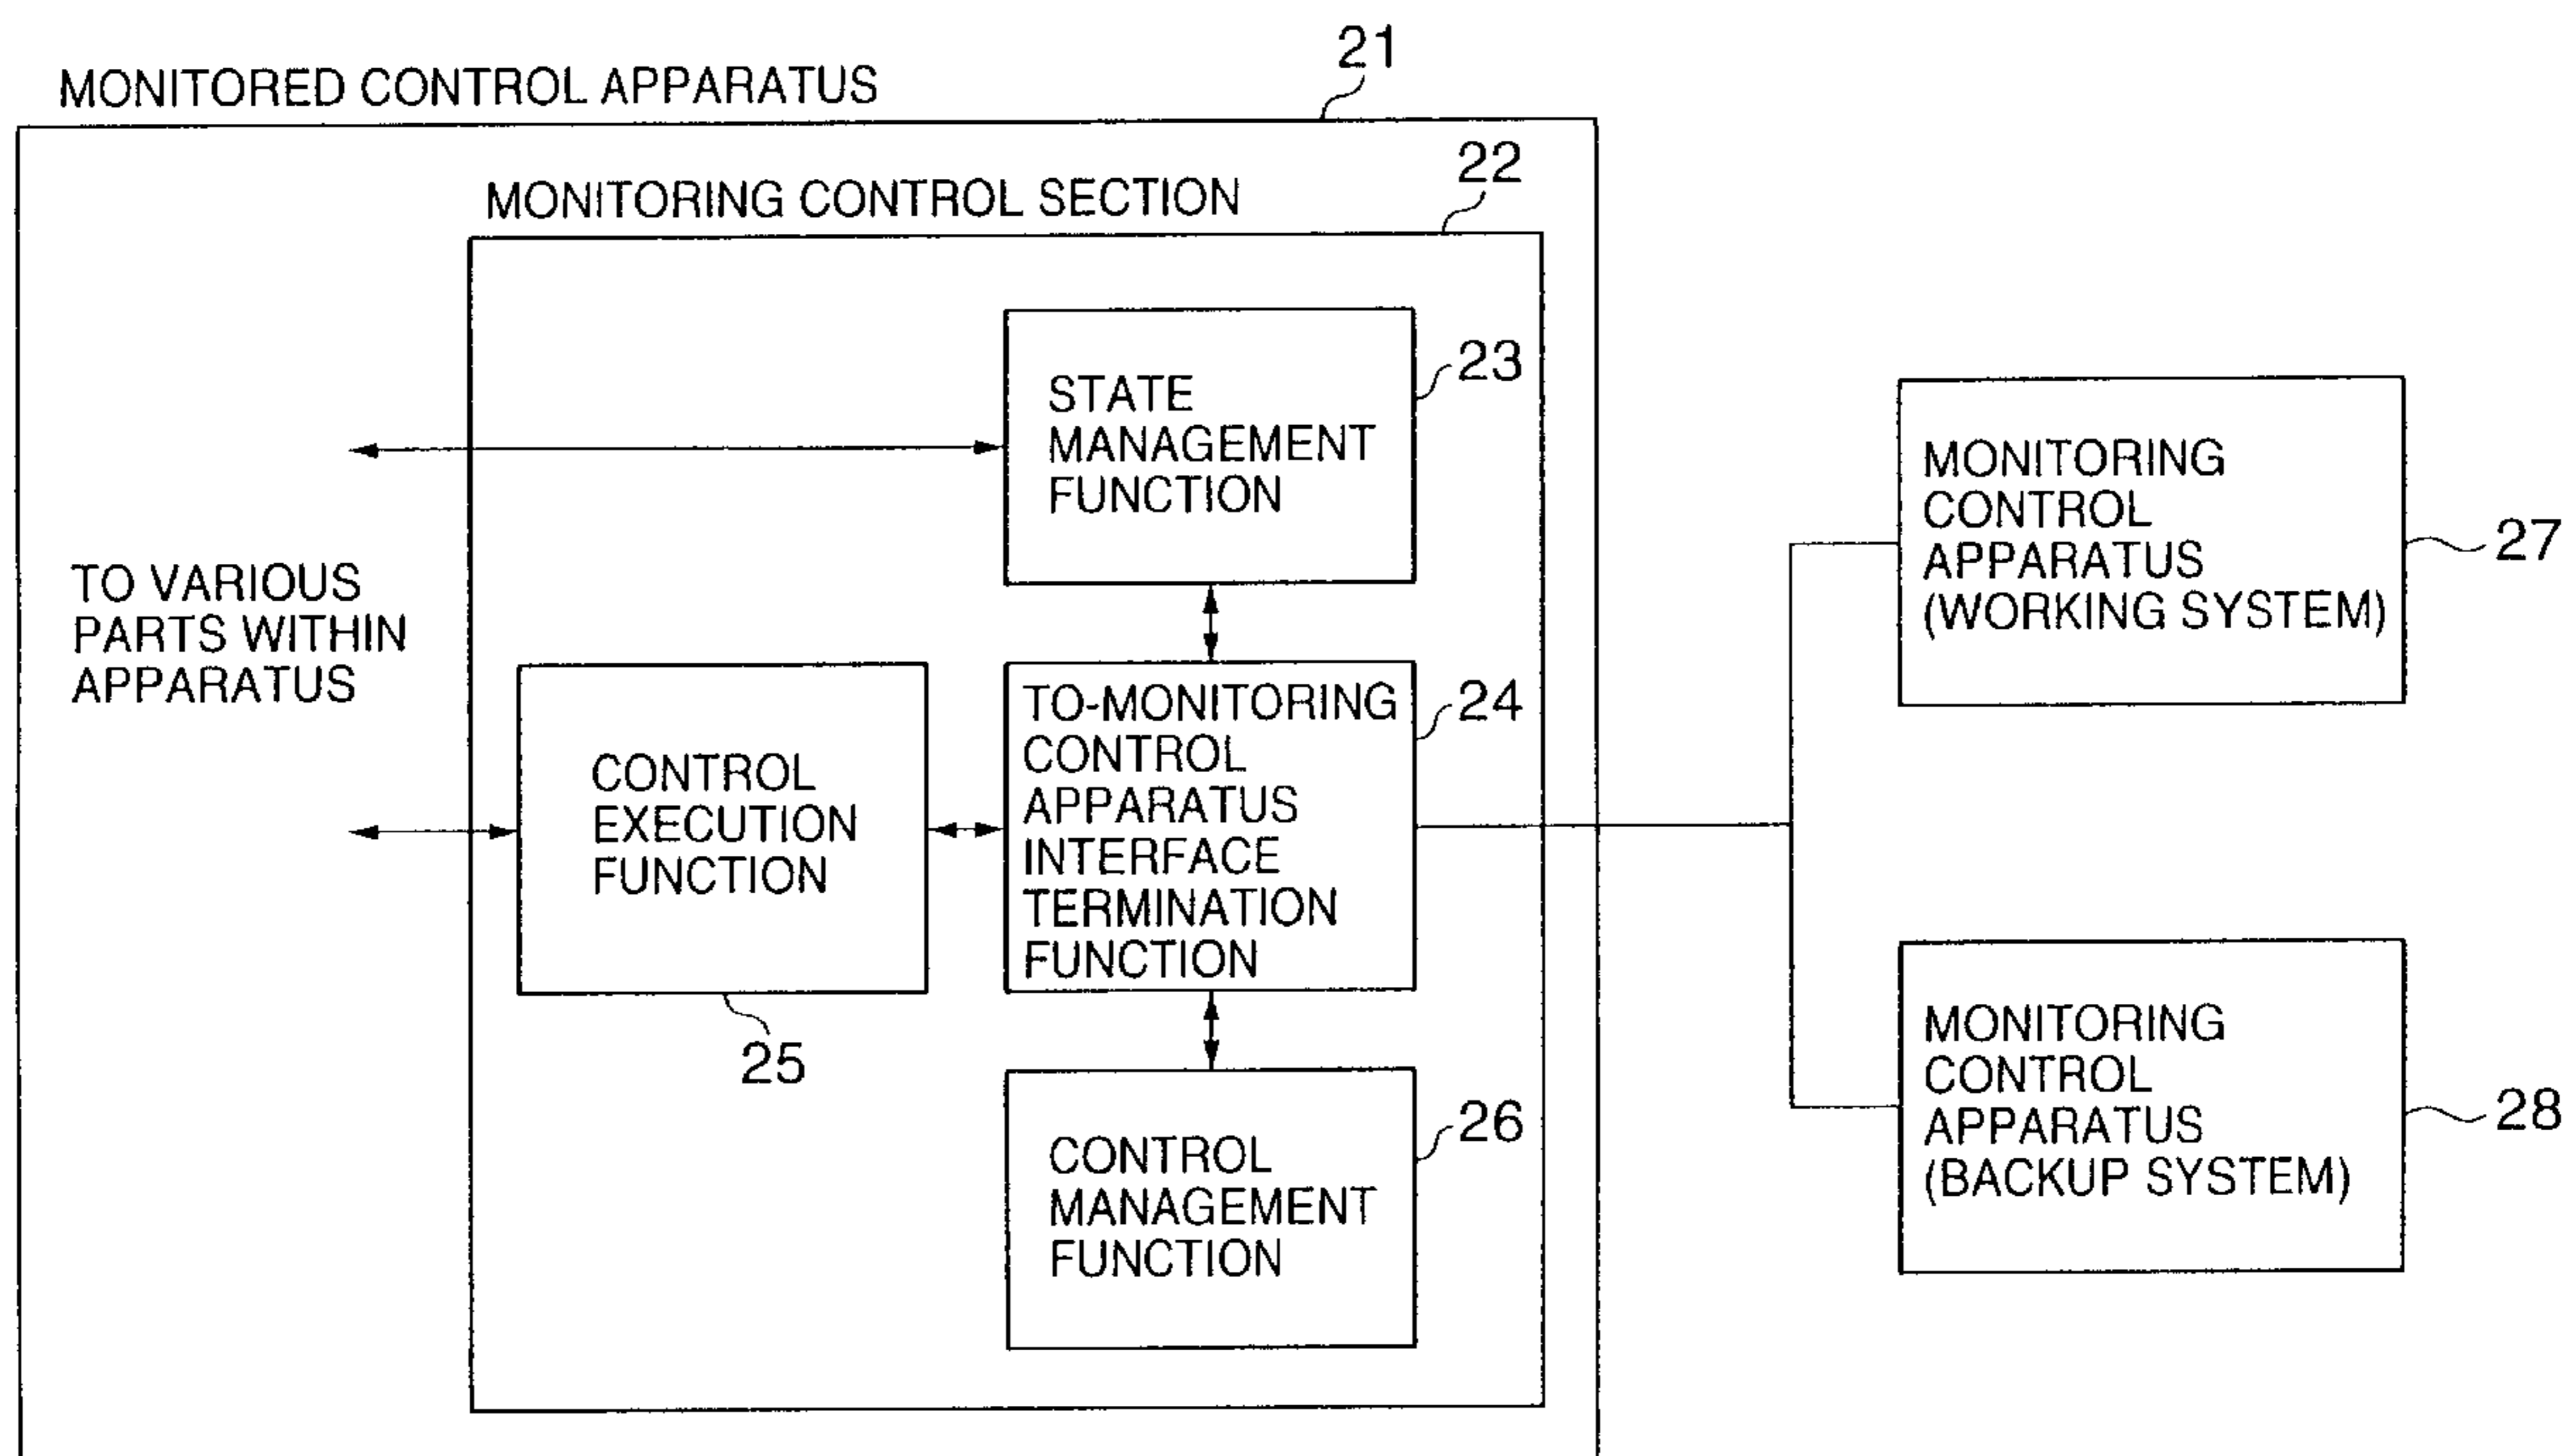 21
MONITORED CONTROL APPARATUS
22
MONITORING CONTROL SECTION
23
STATE
MANAGEMENT
FUNCTION
TO VARIOUS
PARTS WITHIN
APPARATUS
24
TO-MONITORING
CONTROL
APPARATUS
INTERFACE
TERMINATION
FUNCTION
CONTROL
EXECUTION
FUNCTION
25
26
CONTROL
MANAGEMENT
FUNCTION
MONITORING
CONTROL
APPARATUS
(WORKING SYSTEM)
27
MONITORING
CONTROL
APPARATUS
(BACKUP SYSTEM)
28